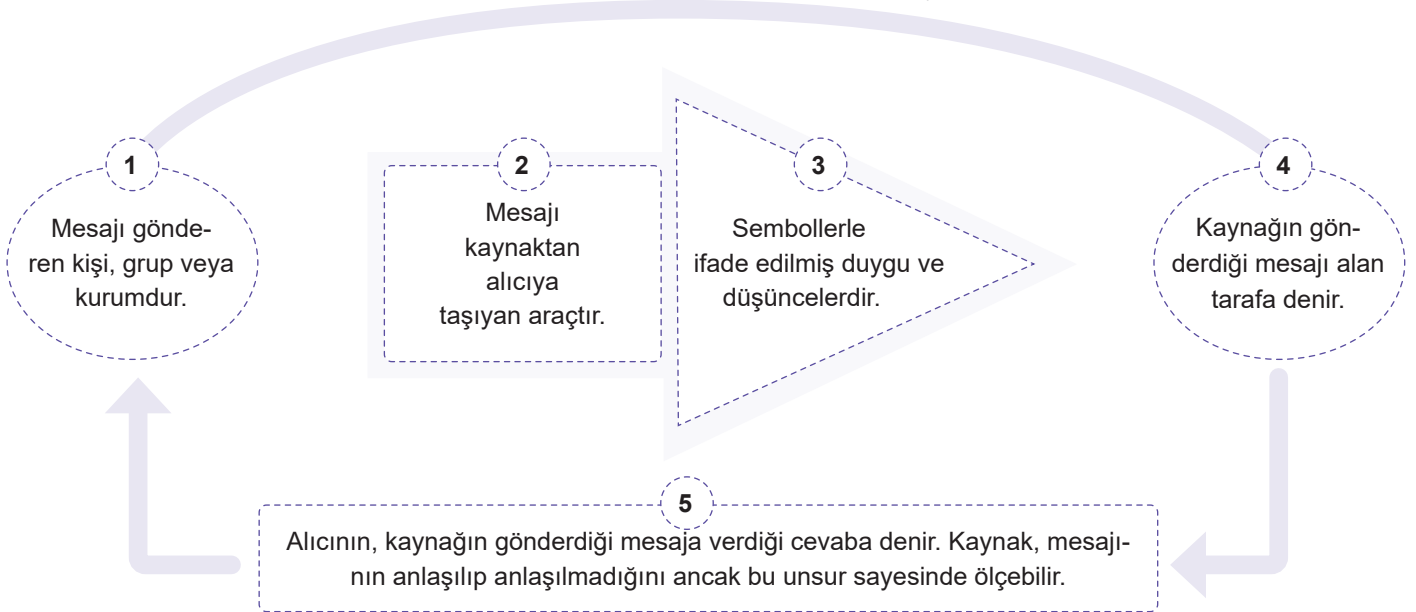 1
Mesajı gönde-
ren kişi, grup veya
kurumdur.
2
Mesajı
kaynaktan
alıcıya
taşıyan araçtır.
3
Sembollerle
ifade edilmiş duygu ve
düşüncelerdir.
4
Kaynağın gön-
derdiği mesajı alan
tarafa denir.
5
Alıcının, kaynağın gönderdiği mesaja verdiği cevaba denir. Kaynak, mesajı-
nın anlaşılıp anlaşılmadığını ancak bu unsur sayesinde ölçebilir.